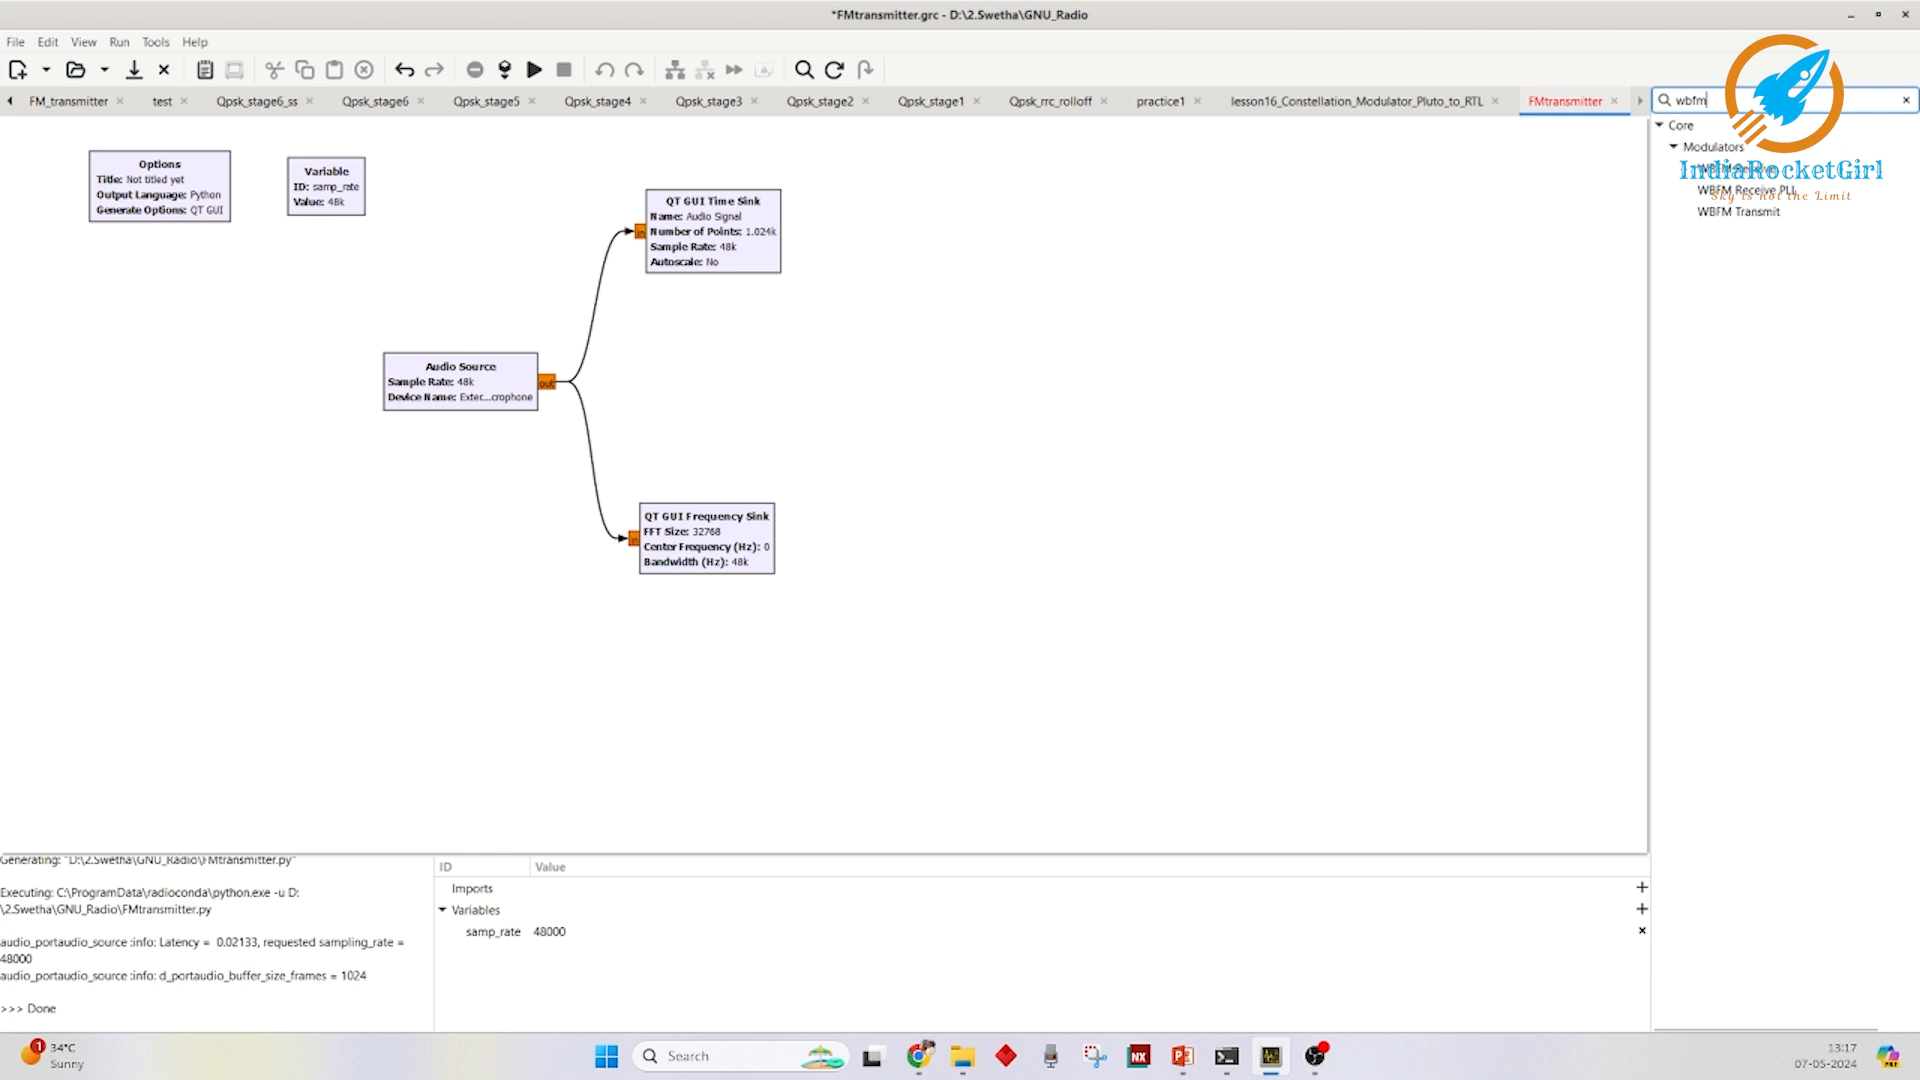 *FMtransmitter.grc - D:\2.Swetha\GNU_Radio
File Edit View Run Tools Help
FM_transmitter test Qpsk_stage6_ss Qpsk_stage6 Qpsk_stage5 Qpsk_stage4 Qpsk_stage3 Qpsk_stage2 Qpsk_stage1 Qpsk_rrc_rolloff practice1 lesson16_Constellation_Modulator_Pluto_to_RTL FMtransmitter
wbfm
Core
Modulators
IndiaRocketGirl
WBFM Receive PLL
Sky is not the Limit
WBFM Transmit
Options
Title: Not titled yet
Output Language: Python
Generate Options: QT GUI
Variable
ID: samp_rate
Value: 48k
QT GUI Time Sink
Name: Audio Signal
Number of Points: 1.024k
Sample Rate: 48k
Autoscale: No
in
Audio Source
Sample Rate: 48k
Device Name: Exter...crophone
out
QT GUI Frequency Sink
FFT Size: 32768
Center Frequency (Hz): 0
Bandwidth (Hz): 48k
in
Generating: "D:\2.Swetha\GNU_Radio\FMtransmitter.py"
Executing: C:\ProgramData\radioconda\python.exe -u D:
\2.Swetha\GNU_Radio\FMtransmitter.py
audio_portaudio_source :info: Latency = 0.02133, requested sampling_rate =
48000
audio_portaudio_source :info: d_portaudio_buffer_size_frames = 1024
>>> Done
ID Value
Imports
Variables
samp_rate 48000
1
34°C
Sunny
Search
NX
13:17
07-05-2024